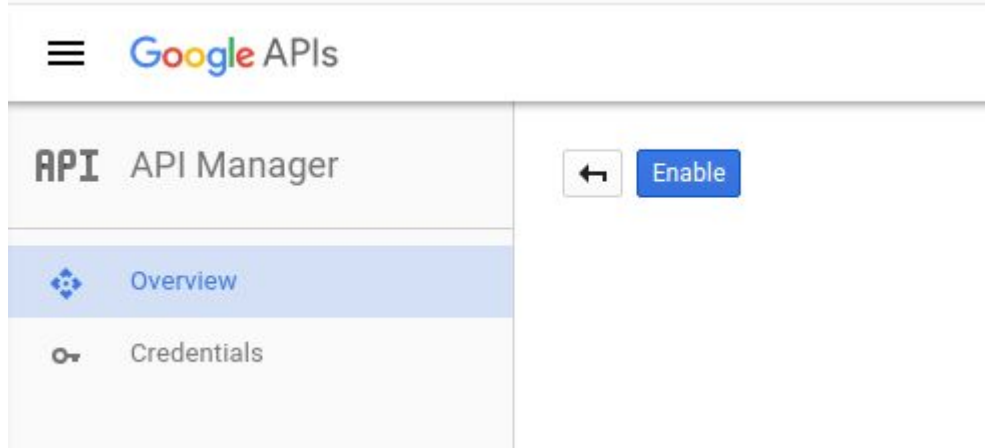 Google APIs
API API Manager
Enable
Overview
Credentials